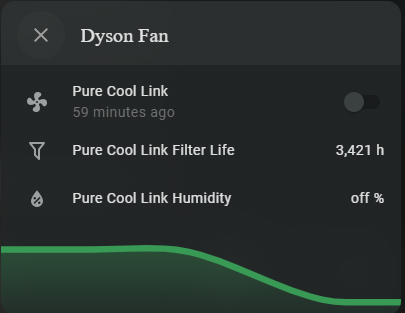 Dyson Fan
Pure Cool Link
59 minutes ago
Pure Cool Link Filter Life 3,421 h
Pure Cool Link Humidity off %